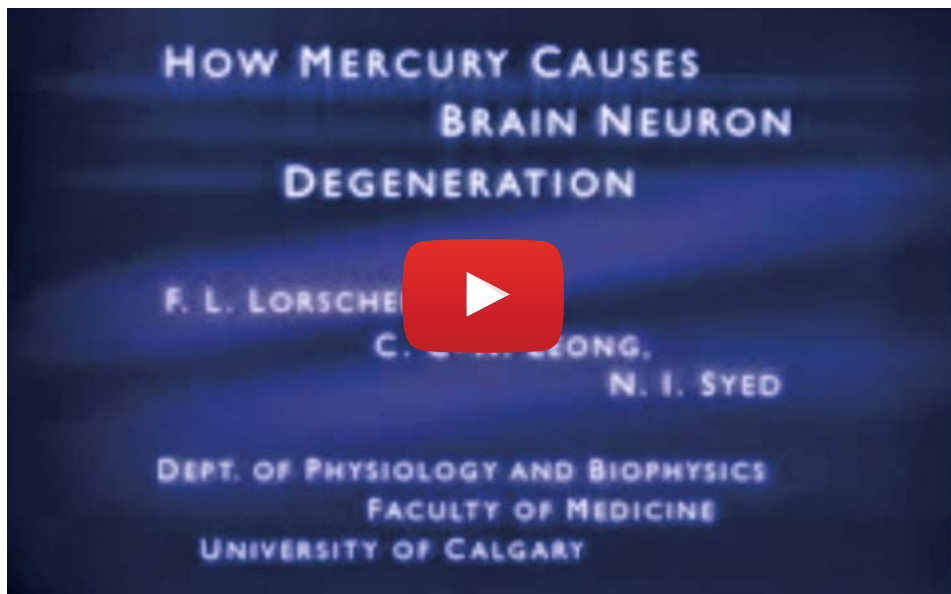 HOW MERCURY CAUSES
BRAIN NEURON
DEGENERATION
F. L.
C.
N. I. SYED
DEPT. OF PHYSIOLOGY AND BIOPHYSICS
FACULTY OF MEDICINE
UNIVERSITY OF CALGARY